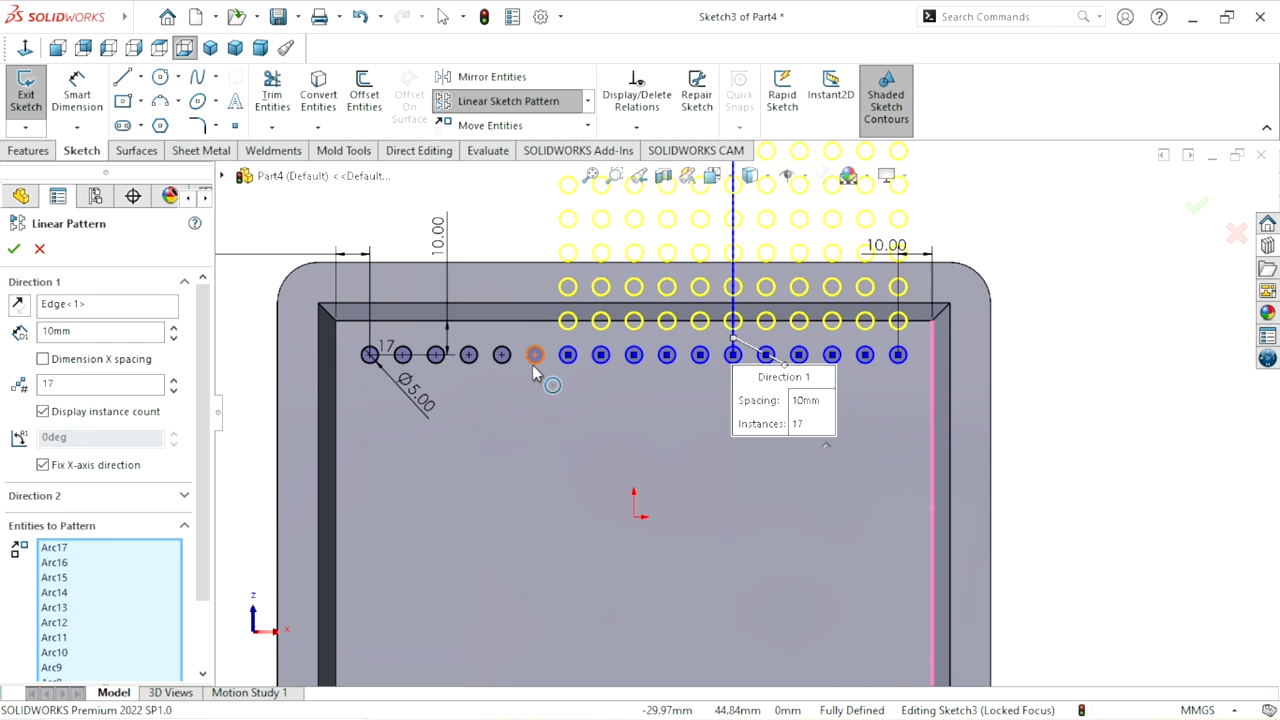 SOLIDWORKS
Sketch3 of Part4 *
Search Commands
Exit Sketch
Smart Dimension
Trim Entities
Convert Entities
Offset Entities
Offset On Surface
Mirror Entities
Linear Sketch Pattern
Move Entities
Display/Delete Relations
Repair Sketch
Quick Snaps
Rapid Sketch
Instant2D
Shaded Sketch Contours
Features
Sketch
Surfaces
Sheet Metal
Weldments
Mold Tools
Direct Editing
Evaluate
SOLIDWORKS Add-Ins
SOLIDWORKS CAM
Part4 (Default) <<Default...
Linear Pattern
Direction 1
Edge<1>
10mm
Dimension X spacing
17
Display instance count
0deg
Fix X-axis direction
Direction 2
Entities to Pattern
Arc17
Arc16
Arc15
Arc14
Arc13
Arc12
Arc11
Arc10
Arc9
10.00
10.00
17
Ø5.00
Direction 1
Spacing: 10mm
Instances: 17
z
x
Model
3D Views
Motion Study 1
SOLIDWORKS Premium 2022 SP1.0
-29.97mm
44.84mm
0mm
Fully Defined
Editing Sketch3 (Locked Focus)
MMGS